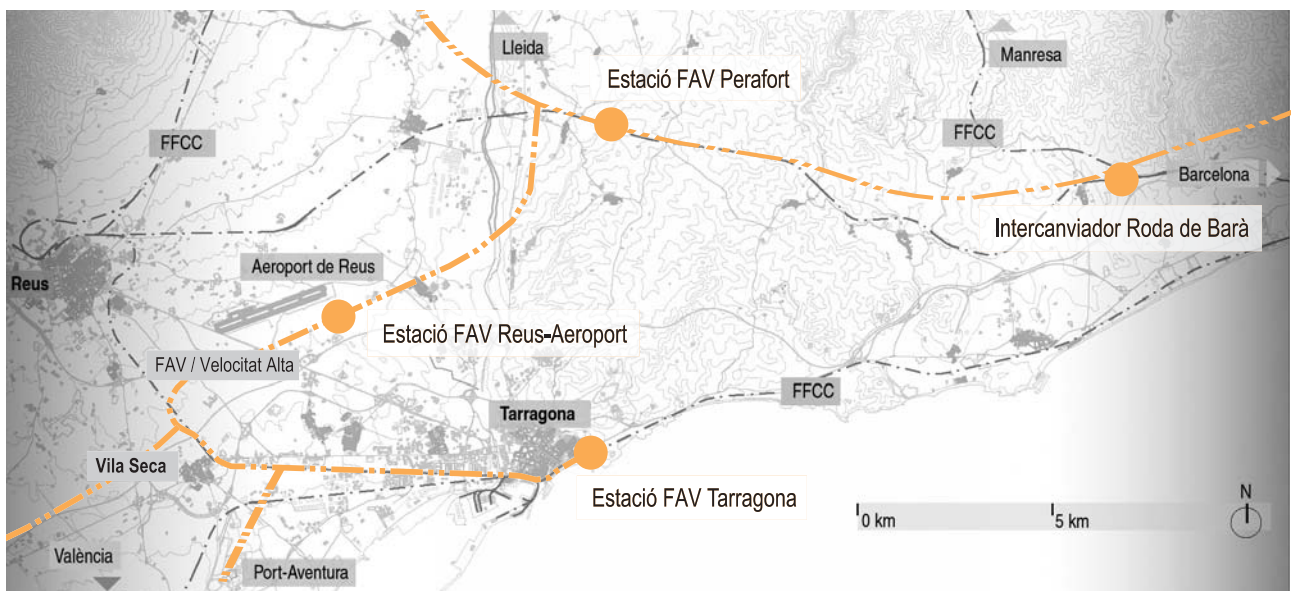 Lleida
Manresa
Estació FAV Perafort
FFCC
FFCC
Barcelona
Intercanviador Roda de Barà
Aeroport de Reus
Reus
Estació FAV Reus-Aeroport
FAV / Velocitat Alta
FFCC
Tarragona
Vila Seca
Estació FAV Tarragona
N
0 km
5 km
València
Port-Aventura